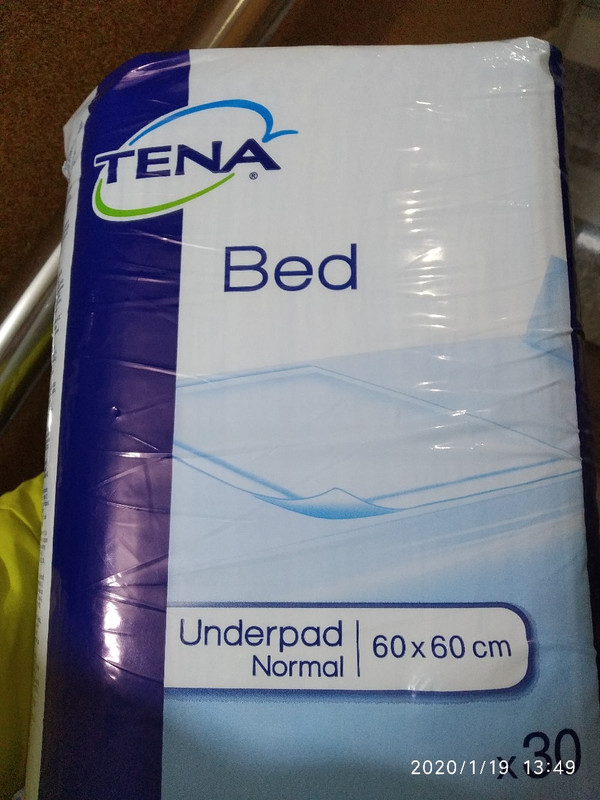 TENA®
Bed
Underpad
Normal
60 x 60 cm
x 30
2020/1/19 13:49